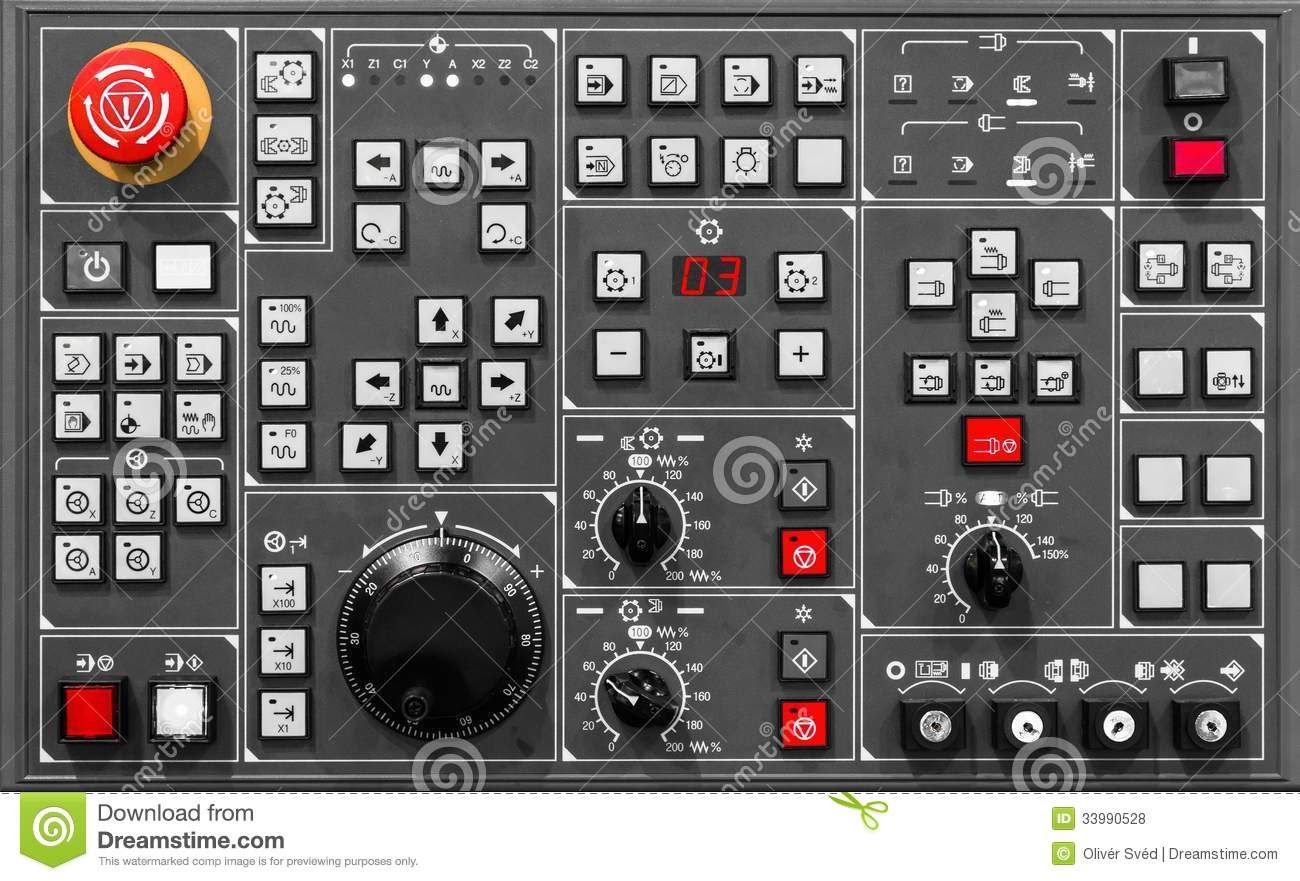 X1 Z1 C1 Y A X2 Z2 C2
-A +A
-C +C
100%
X +Y
25%
-Z +Z
F0
-Y X
N
?
?
1 03 2
− +
X Z C
A Y
1
X100
X10
X1
− +
10 0
20 90
30 80
40 70
60
100 %
80 120
60 140
40 160
20 180
0 200 %
100 %
80 120
60 140
40 160
20 180
0 200 %
% %
80 120
60 140
40 150%
20
0
dreamstime.
Download from
Dreamstime.com
This watermarked comp image is for previewing purposes only.
ID 33990528
© Olivér Svéd | Dreamstime.com